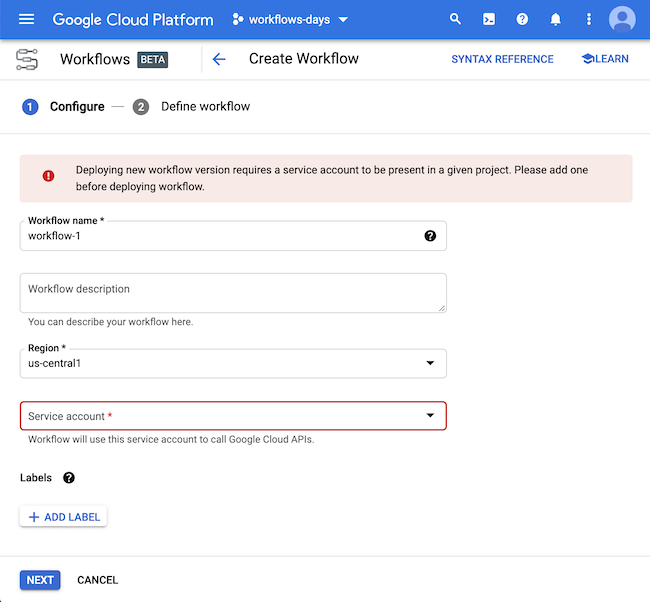 Google Cloud Platform workflows-days
Workflows BETA Create Workflow SYNTAX REFERENCE LEARN
1 Configure — 2 Define workflow
Deploying new workflow version requires a service account to be present in a given project. Please add one
before deploying workflow.
Workflow name *
workflow-1
Workflow description
You can describe your workflow here.
Region *
us-central1
Service account *
Workflow will use this service account to call Google Cloud APIs.
Labels
+ ADD LABEL
NEXT CANCEL